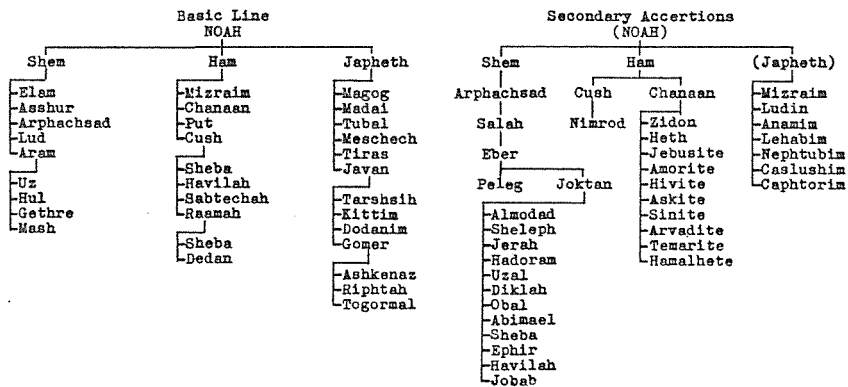 Basic Line
NOAH
Shem Ham Japheth
Elam
Asshur
Arphachsad
Lud
Aram
Uz
Hul
Gethre
Mash
Mizraim
Chanaan
Put
Cush
Sheba
Havilah
Sabtechah
Raamah
Sheba
Dedan
Magog
Madai
Tubal
Meschech
Tiras
Javan
Tarshsih
Kittim
Dodanim
Gomer
Ashkenaz
Riphtah
Togormal
Secondary Accertions
(NOAH)
Shem Ham (Japheth)
Arphachsad
Salah
Eber
Peleg Joktan
Almodad
Sheleph
Jerah
Hadoram
Uzal
Diklah
Obal
Abimael
Sheba
Ephir
Havilah
Jobab
Cush Chanaan
Nimrod
Zidon
Heth
Jebusite
Amorite
Hivite
Askite
Sinite
Arvadite
Temarite
Hamalhete
Mizraim
Ludin
Anamim
Lehabim
Nephtubim
Caslushim
Caphtorim